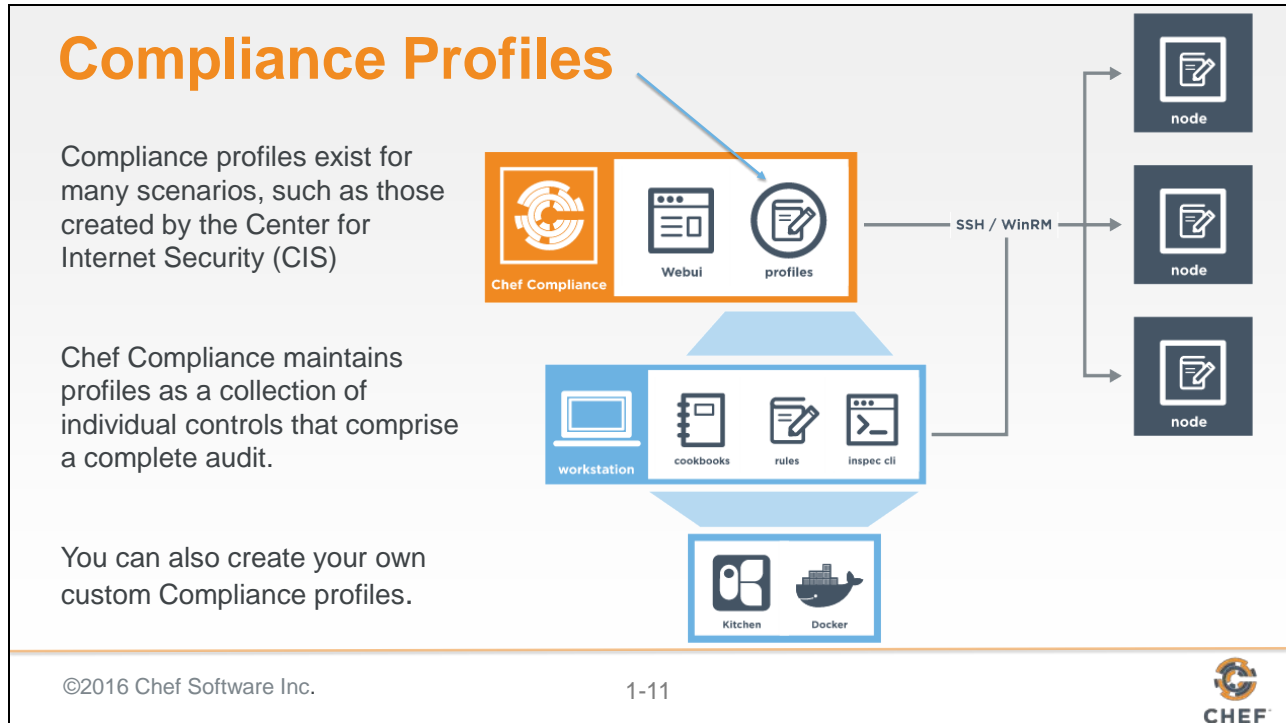 Compliance Profiles
Compliance profiles exist for
many scenarios, such as those
created by the Center for
Internet Security (CIS)
Chef Compliance maintains
profiles as a collection of
individual controls that comprise
a complete audit.
You can also create your own
custom Compliance profiles.
Chef Compliance
Webui
profiles
SSH / WinRM
workstation
cookbooks
rules
inspec cli
Kitchen
Docker
node
node
node
©2016 Chef Software Inc.
1-11
CHEF